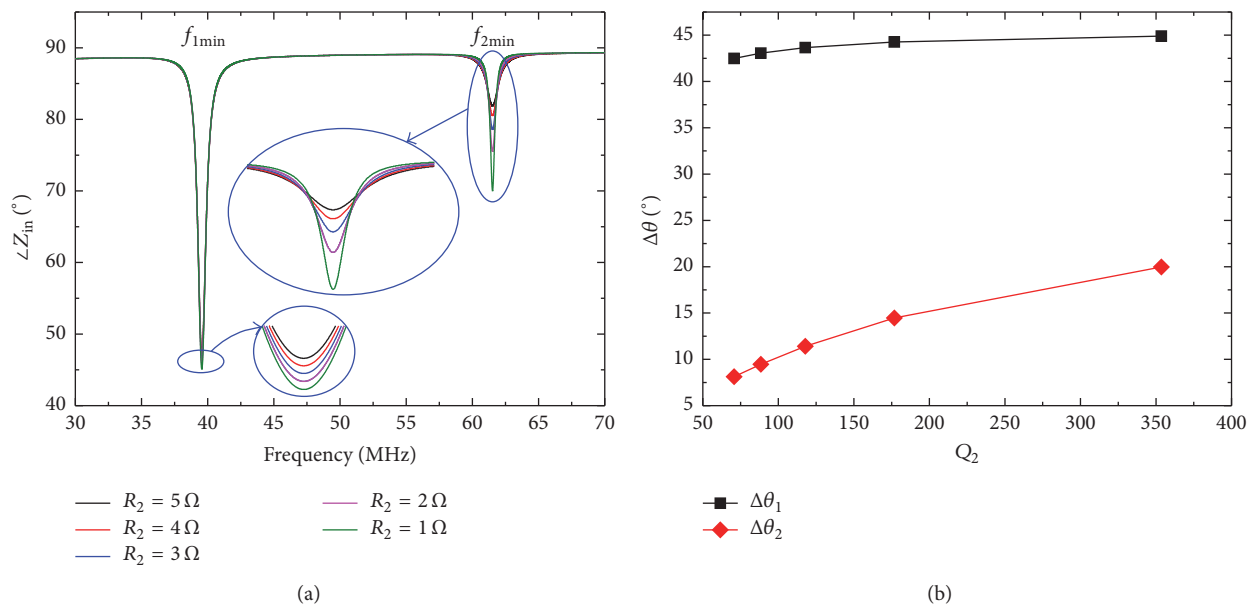 f1min
f2min
90
80
70
60
50
40
∠Zin (°)
30 35 40 45 50 55 60 65 70
Frequency (MHz)
R2 = 5 Ω
R2 = 4 Ω
R2 = 3 Ω
R2 = 2 Ω
R2 = 1 Ω
(a)
45
40
35
30
25
20
15
10
5
Δθ (°)
50 100 150 200 250 300 350 400
Q2
Δθ1
Δθ2
(b)